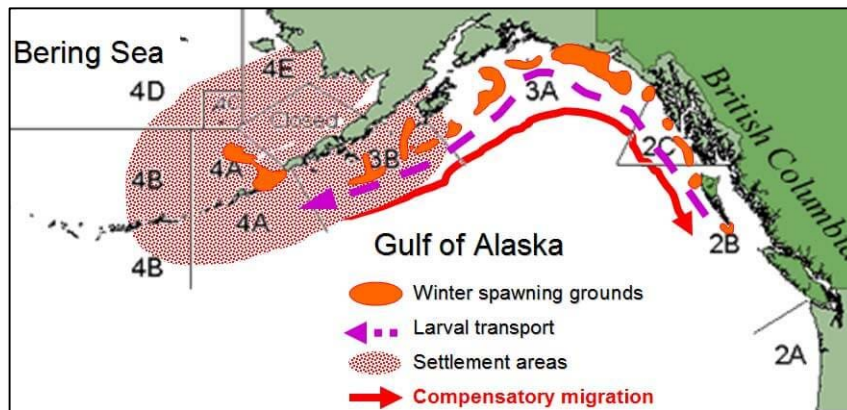 Bering Sea
4D
4E
4C
Closed
3A
British Columbia
2C
3B
4A
4B
4A
4B
2B
Gulf of Alaska
Winter spawning grounds
Larval transport
Settlement areas
Compensatory migration
2A